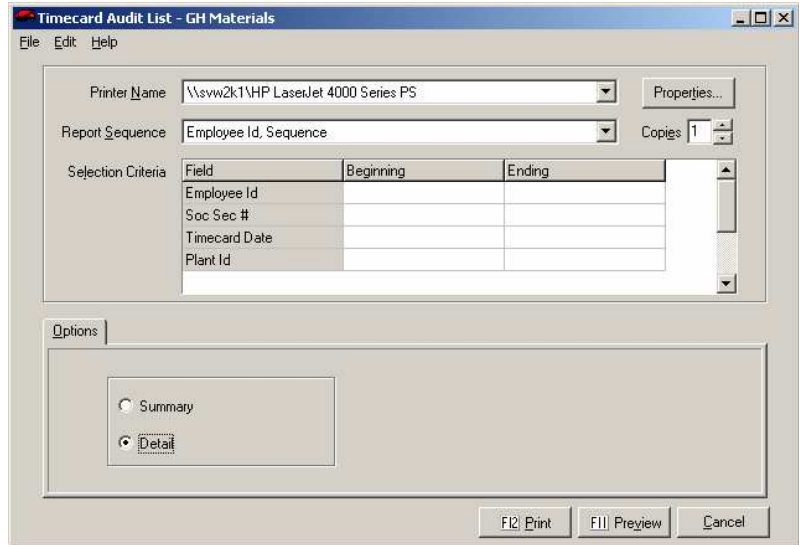 Timecard Audit List - GH Materials
File Edit Help
Printer Name \\svw2k1\HP LaserJet 4000 Series PS Properties...
Report Sequence Employee Id, Sequence Copies 1
Selection Criteria Field Beginning Ending
Employee Id
Soc Sec #
Timecard Date
Plant Id
Options
Summary
Detail
F12 Print F11 Preview Cancel